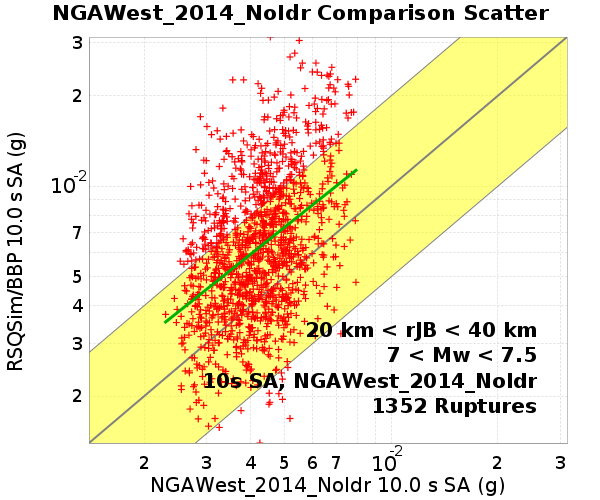 NGAWest_2014_NoIdr Comparison Scatter
RSQSim/BBP 10.0 s SA (g)
3
2
10-2
7
5
4
3
2
20 km < rJB < 40 km
7 < Mw < 7.5
10s SA, NGAWest_2014_NoIdr
1352 Ruptures
2 3 4 5 6 7 10-2 2 3
NGAWest_2014_NoIdr 10.0 s SA (g)